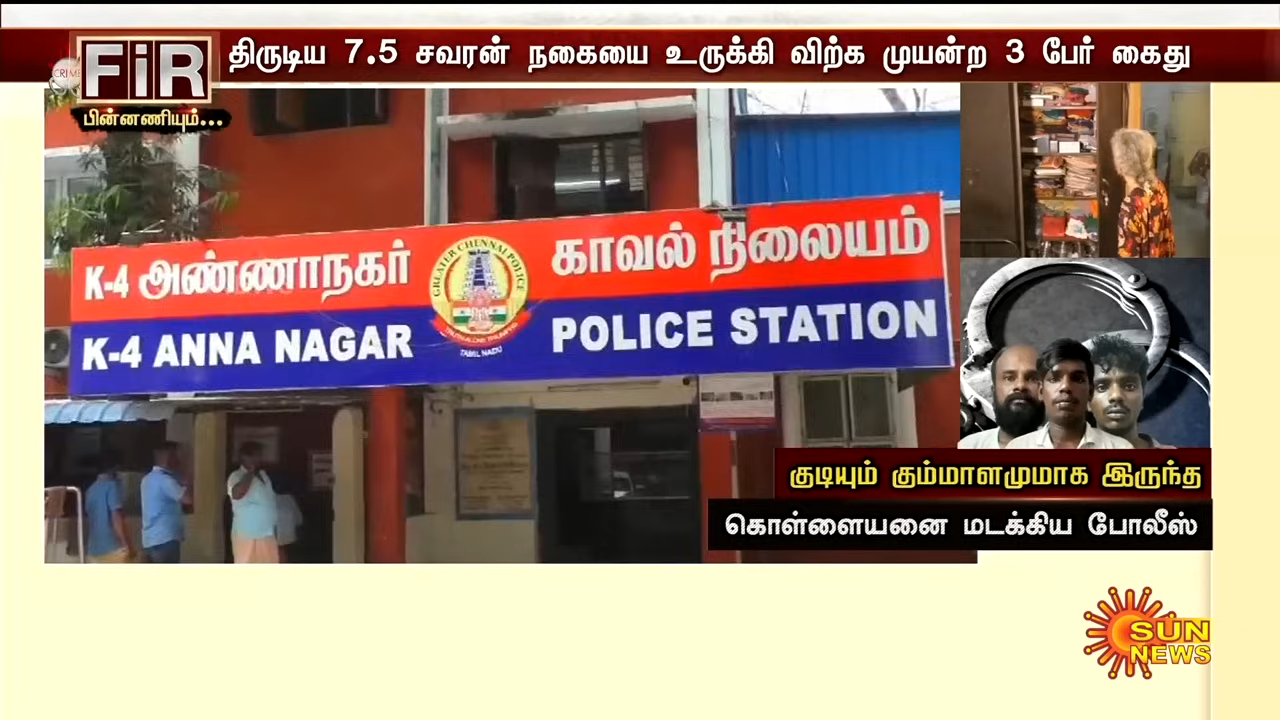 திருடிய 7.5 சவரன் நகையை உருக்கி விற்க முயன்ற 3 பேர் கைது
CRIME
FiR
பின்னணியும்...
K-4 அண்ணாநகர் காவல் நிலையம்
K-4 ANNA NAGAR POLICE STATION
GREATER CHENNAI POLICE
TAMIL NADU
குடியும் கும்மாளமுமாக இருந்த
கொள்ளையனை மடக்கிய போலீஸ்
SUN
NEWS